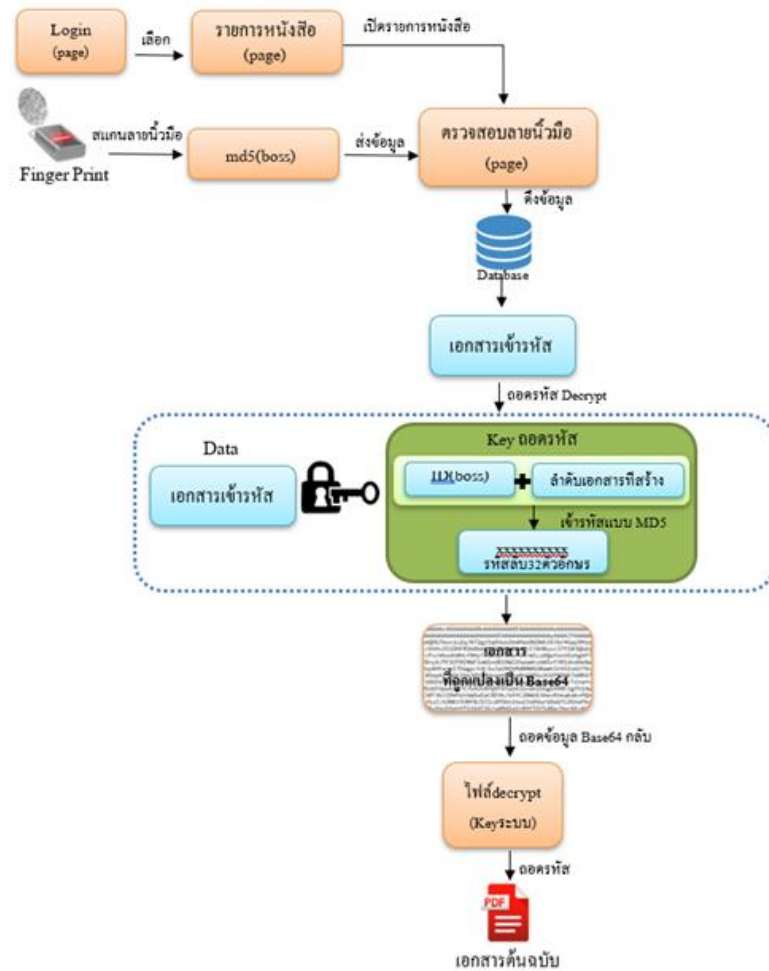 Login
(page)
เลือก
รายการหนังสือ
(page)
เปิดรายการหนังสือ
Finger Print
สแกนลายนิ้วมือ
md5(boss)
ส่งข้อมูล
ตรวจสอบลายนิ้วมือ
(page)
ดึงข้อมูล
Database
เอกสารเข้ารหัส
ถอดรหัส Decrypt
Data
เอกสารเข้ารหัส
Key ถอดรหัส
ID(boss)
+
ลำดับเอกสารที่สร้าง
เข้ารหัสแบบ MD5
xxxxxxxxxx
รหัสลับ32ตัวอักษร
เอกสาร
ที่ถูกแปลงเป็น Base64
ถอดข้อมูล Base64 กลับ
ไฟล์decrypt
(Keyระบบ)
ถอดรหัส
PDF
เอกสารต้นฉบับ